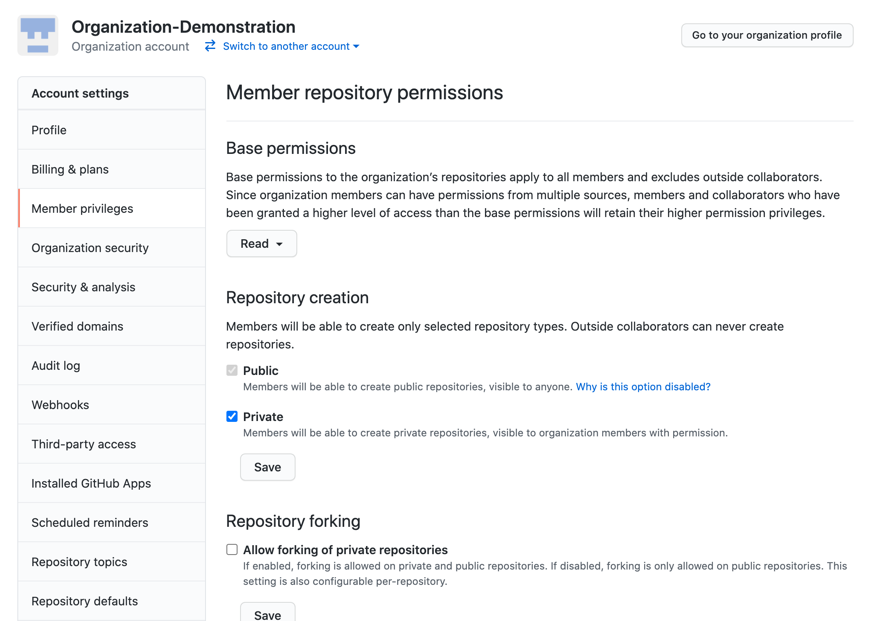 Organization-Demonstration
Organization account Switch to another account
Go to your organization profile
Account settings
Profile
Billing & plans
Member privileges
Organization security
Security & analysis
Verified domains
Audit log
Webhooks
Third-party access
Installed GitHub Apps
Scheduled reminders
Repository topics
Repository defaults
Member repository permissions
Base permissions
Base permissions to the organization’s repositories apply to all members and excludes outside collaborators.
Since organization members can have permissions from multiple sources, members and collaborators who have
been granted a higher level of access than the base permissions will retain their higher permission privileges.
Read
Repository creation
Members will be able to create only selected repository types. Outside collaborators can never create
repositories.
Public
Members will be able to create public repositories, visible to anyone. Why is this option disabled?
Private
Members will be able to create private repositories, visible to organization members with permission.
Save
Repository forking
Allow forking of private repositories
If enabled, forking is allowed on private and public repositories. If disabled, forking is only allowed on public repositories. This
setting is also configurable per-repository.
Save